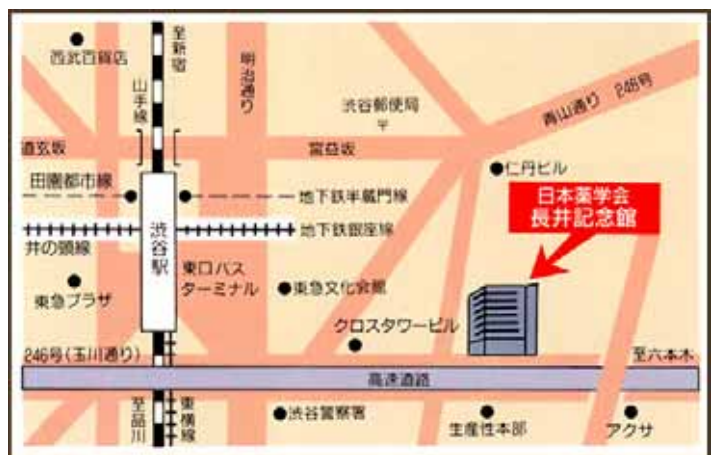 西武百貨店
至新宿
山手線
明治通り
渋谷郵便局
〒
青山通り 246号
道玄坂
宮益坂
仁丹ビル
田園都市線
地下鉄半蔵門線
日本薬学会
長井記念館
渋谷駅
地下鉄銀座線
井の頭線
東口バス
ターミナル
東急プラザ
東急文化会館
クロスタワービル
246号(玉川通り)
至六本木
高速道路
至品川
東横線
渋谷警察署
生産性本部
アクサ